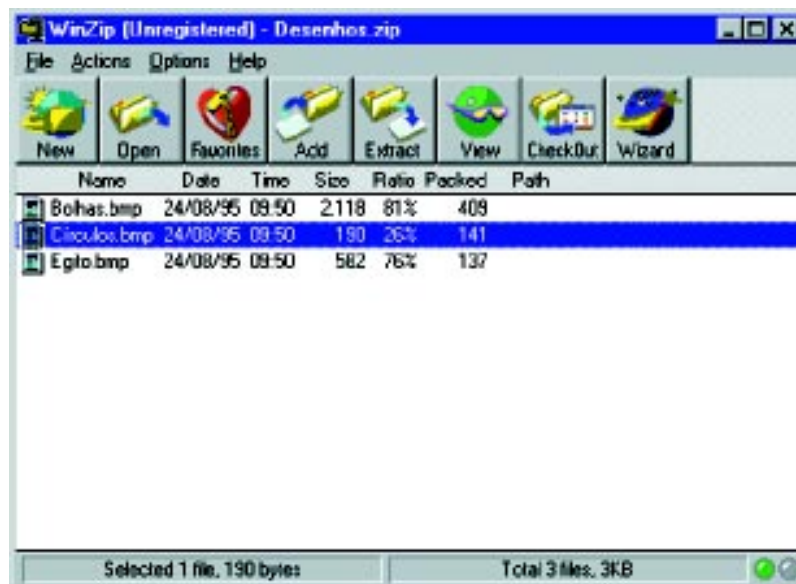 WinZip (Unregistered) - Desenhos.zip
File Actions Options Help
New Open Favorites Add Extract View CheckOut Wizard
Name Date Time Size Ratio Packed Path
Bolhas.bmp 24/08/95 09:50 2.118 81% 409
Círculos.bmp 24/08/95 09:50 190 26% 141
Egito.bmp 24/08/95 09:50 582 76% 137
Selected 1 file, 190 bytes Total 3 files, 3KB